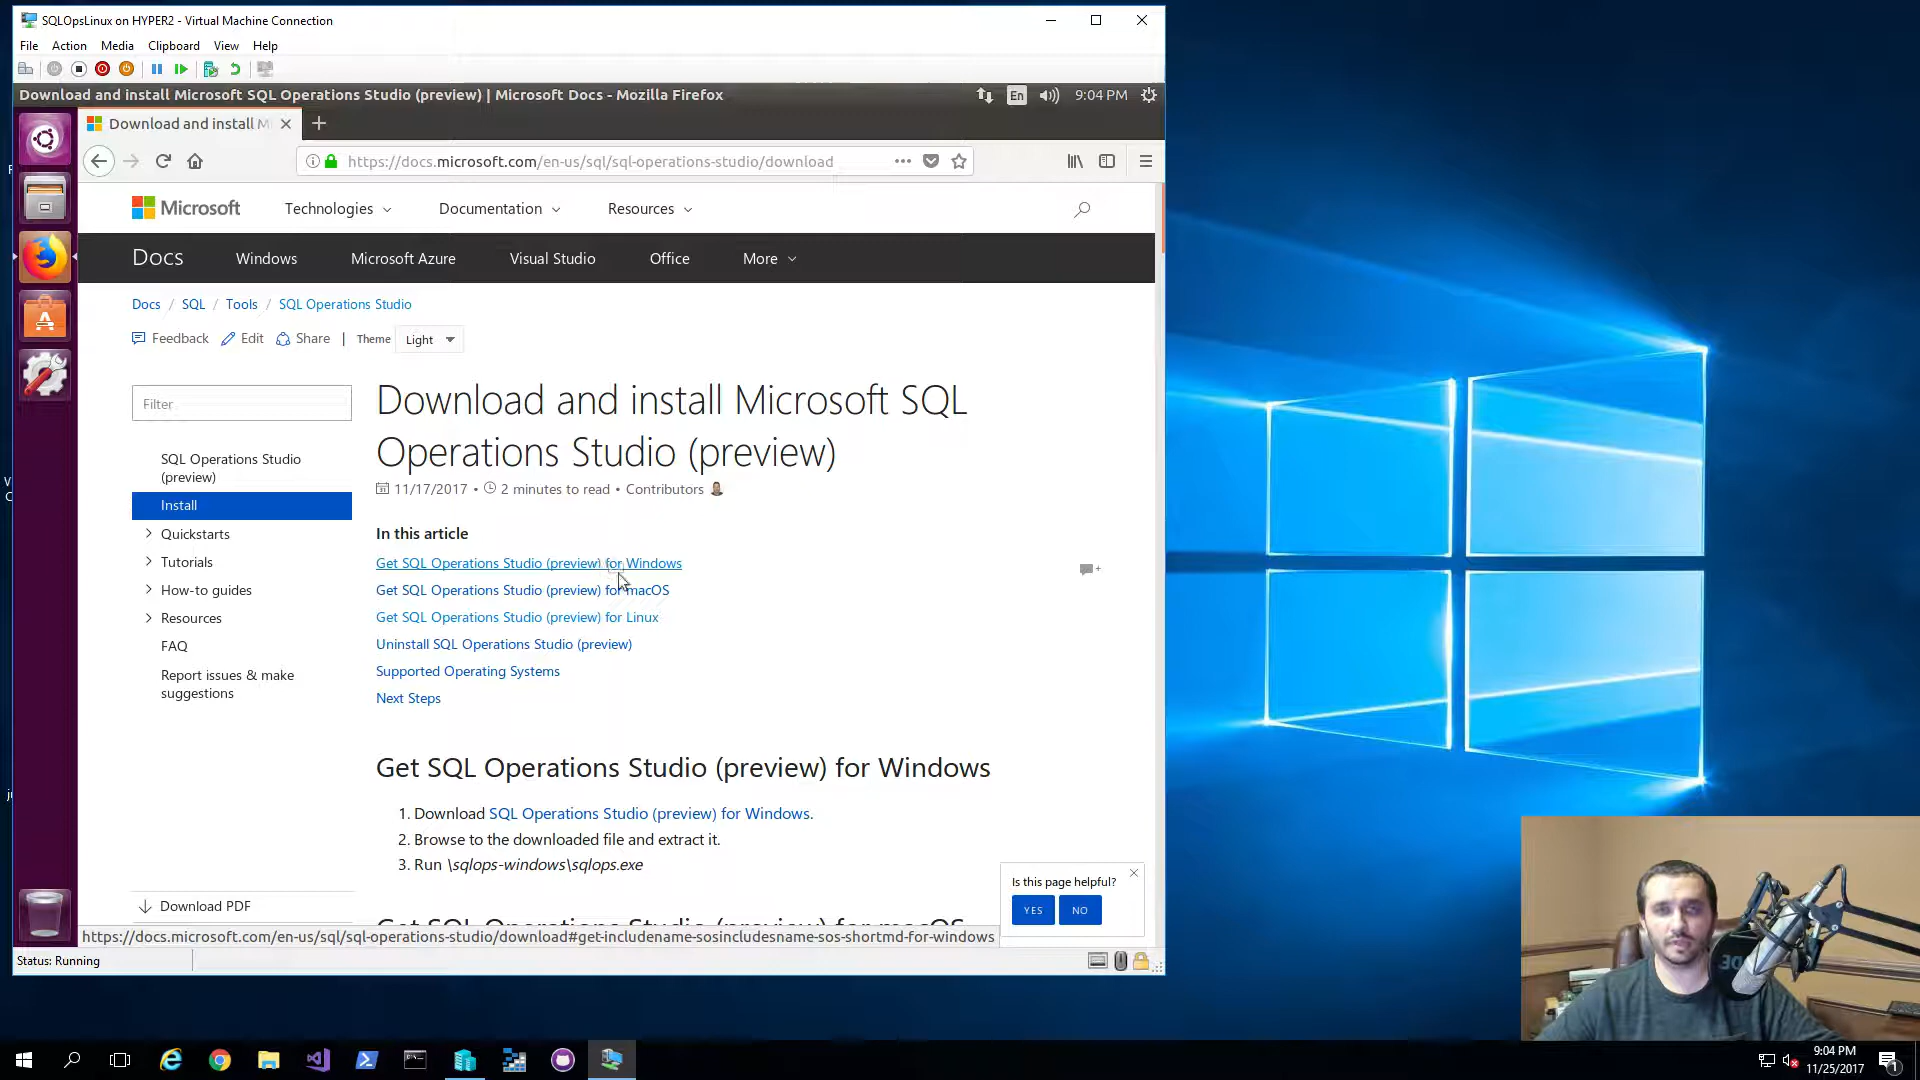 SQLOpsLinux on HYPER2 - Virtual Machine Connection
File Action Media Clipboard View Help
Download and install Microsoft SQL Operations Studio (preview) | Microsoft Docs - Mozilla Firefox
En
9:04 PM
Download and install M
https://docs.microsoft.com/en-us/sql/sql-operations-studio/download
Microsoft
Technologies
Documentation
Resources
Docs
Windows
Microsoft Azure
Visual Studio
Office
More
Docs / SQL / Tools / SQL Operations Studio
Feedback Edit Share | Theme Light
Filter
SQL Operations Studio
(preview)
Install
Quickstarts
Tutorials
How-to guides
Resources
FAQ
Report issues & make
suggestions
Download PDF
Download and install Microsoft SQL
Operations Studio (preview)
11/17/2017 • 2 minutes to read • Contributors
In this article
Get SQL Operations Studio (preview) for Windows
Get SQL Operations Studio (preview) for macOS
Get SQL Operations Studio (preview) for Linux
Uninstall SQL Operations Studio (preview)
Supported Operating Systems
Next Steps
Get SQL Operations Studio (preview) for Windows
1. Download SQL Operations Studio (preview) for Windows.
2. Browse to the downloaded file and extract it.
3. Run \sqlops-windows\sqlops.exe
Get SQL Operations Studio (preview) for macOS
Is this page helpful?
YES NO
https://docs.microsoft.com/en-us/sql/sql-operations-studio/download#get-includename-sosincludesname-sos-shortmd-for-windows
Status: Running
9:04 PM
11/25/2017
1